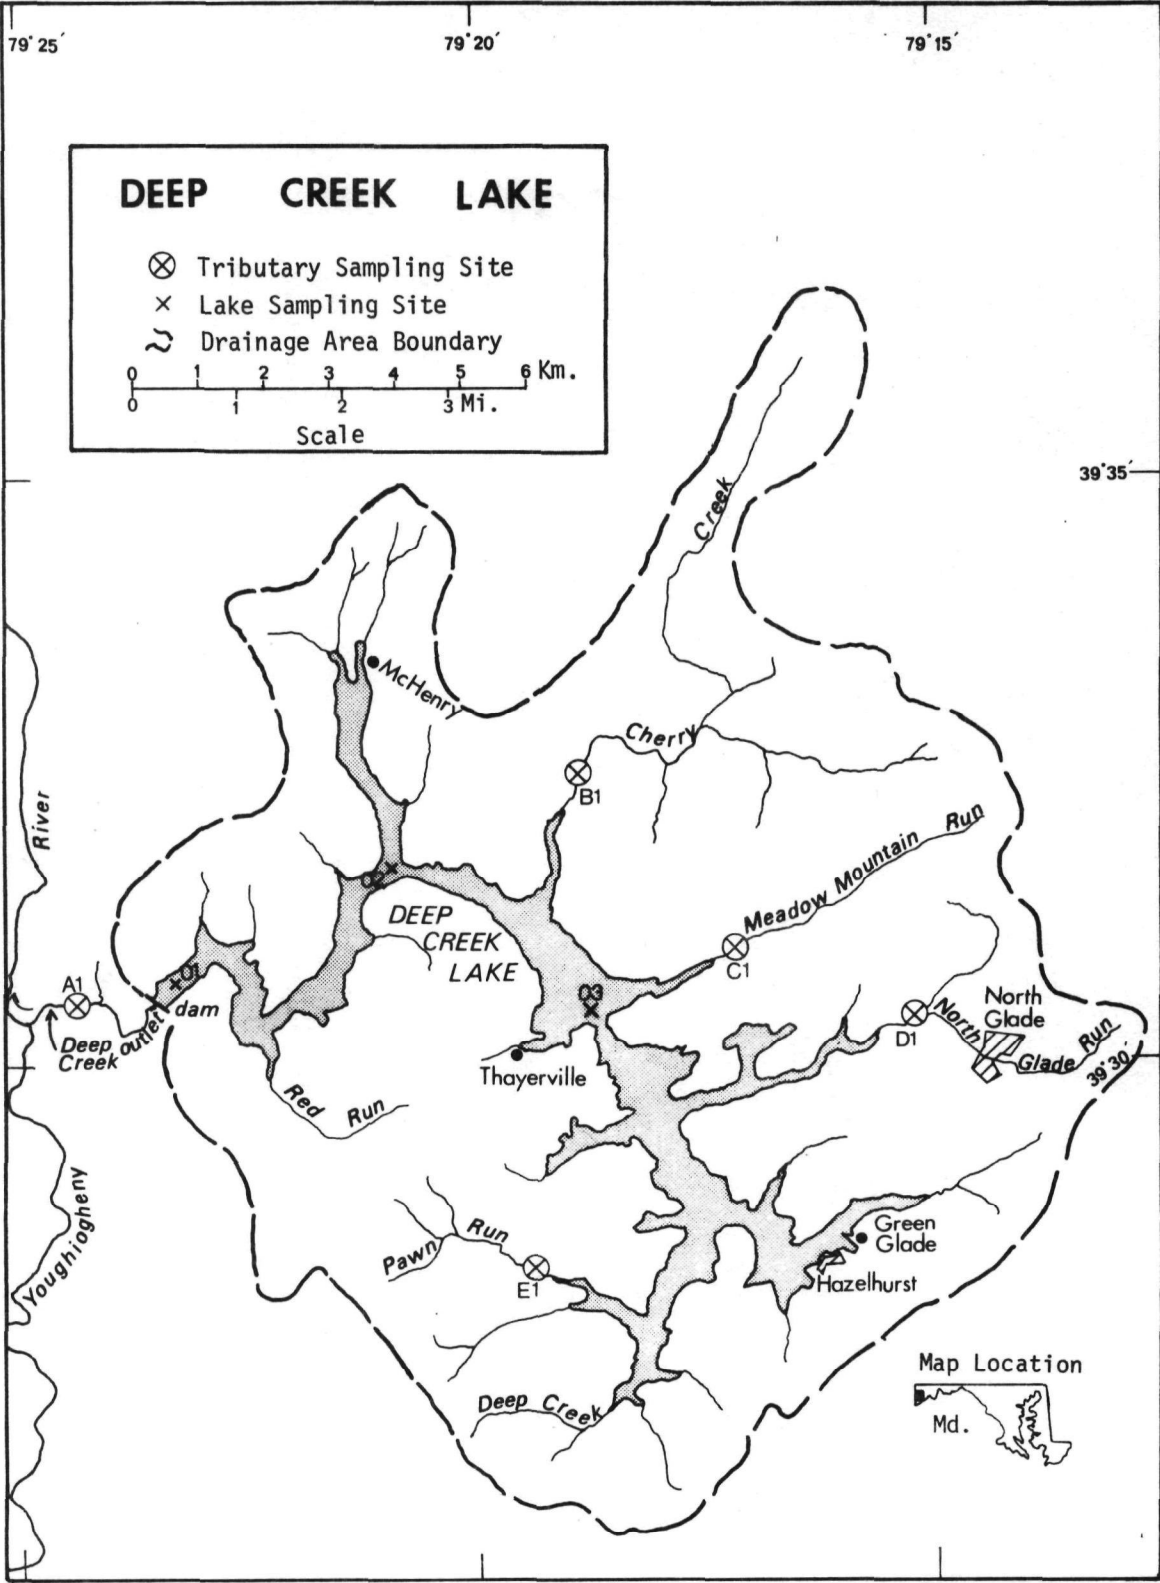 79°25′
79°20′
79°15′
DEEP CREEK LAKE
Tributary Sampling Site
Lake Sampling Site
Drainage Area Boundary
0 1 2 3 4 5 6 Km.
0 1 2 3 Mi.
Scale
39°35′
Creek
McHenry
Cherry
B1
River
Meadow Mountain Run
02
DEEP
CREEK
LAKE
C1
01
A1
03
dam
outlet
Deep
Creek
D1
North
Glade
North
Glade
Run
39°30′
Thayerville
Red Run
Youghiogheny
Pawn Run
E1
Green
Glade
Hazelhurst
Deep Creek
Map Location
Md.